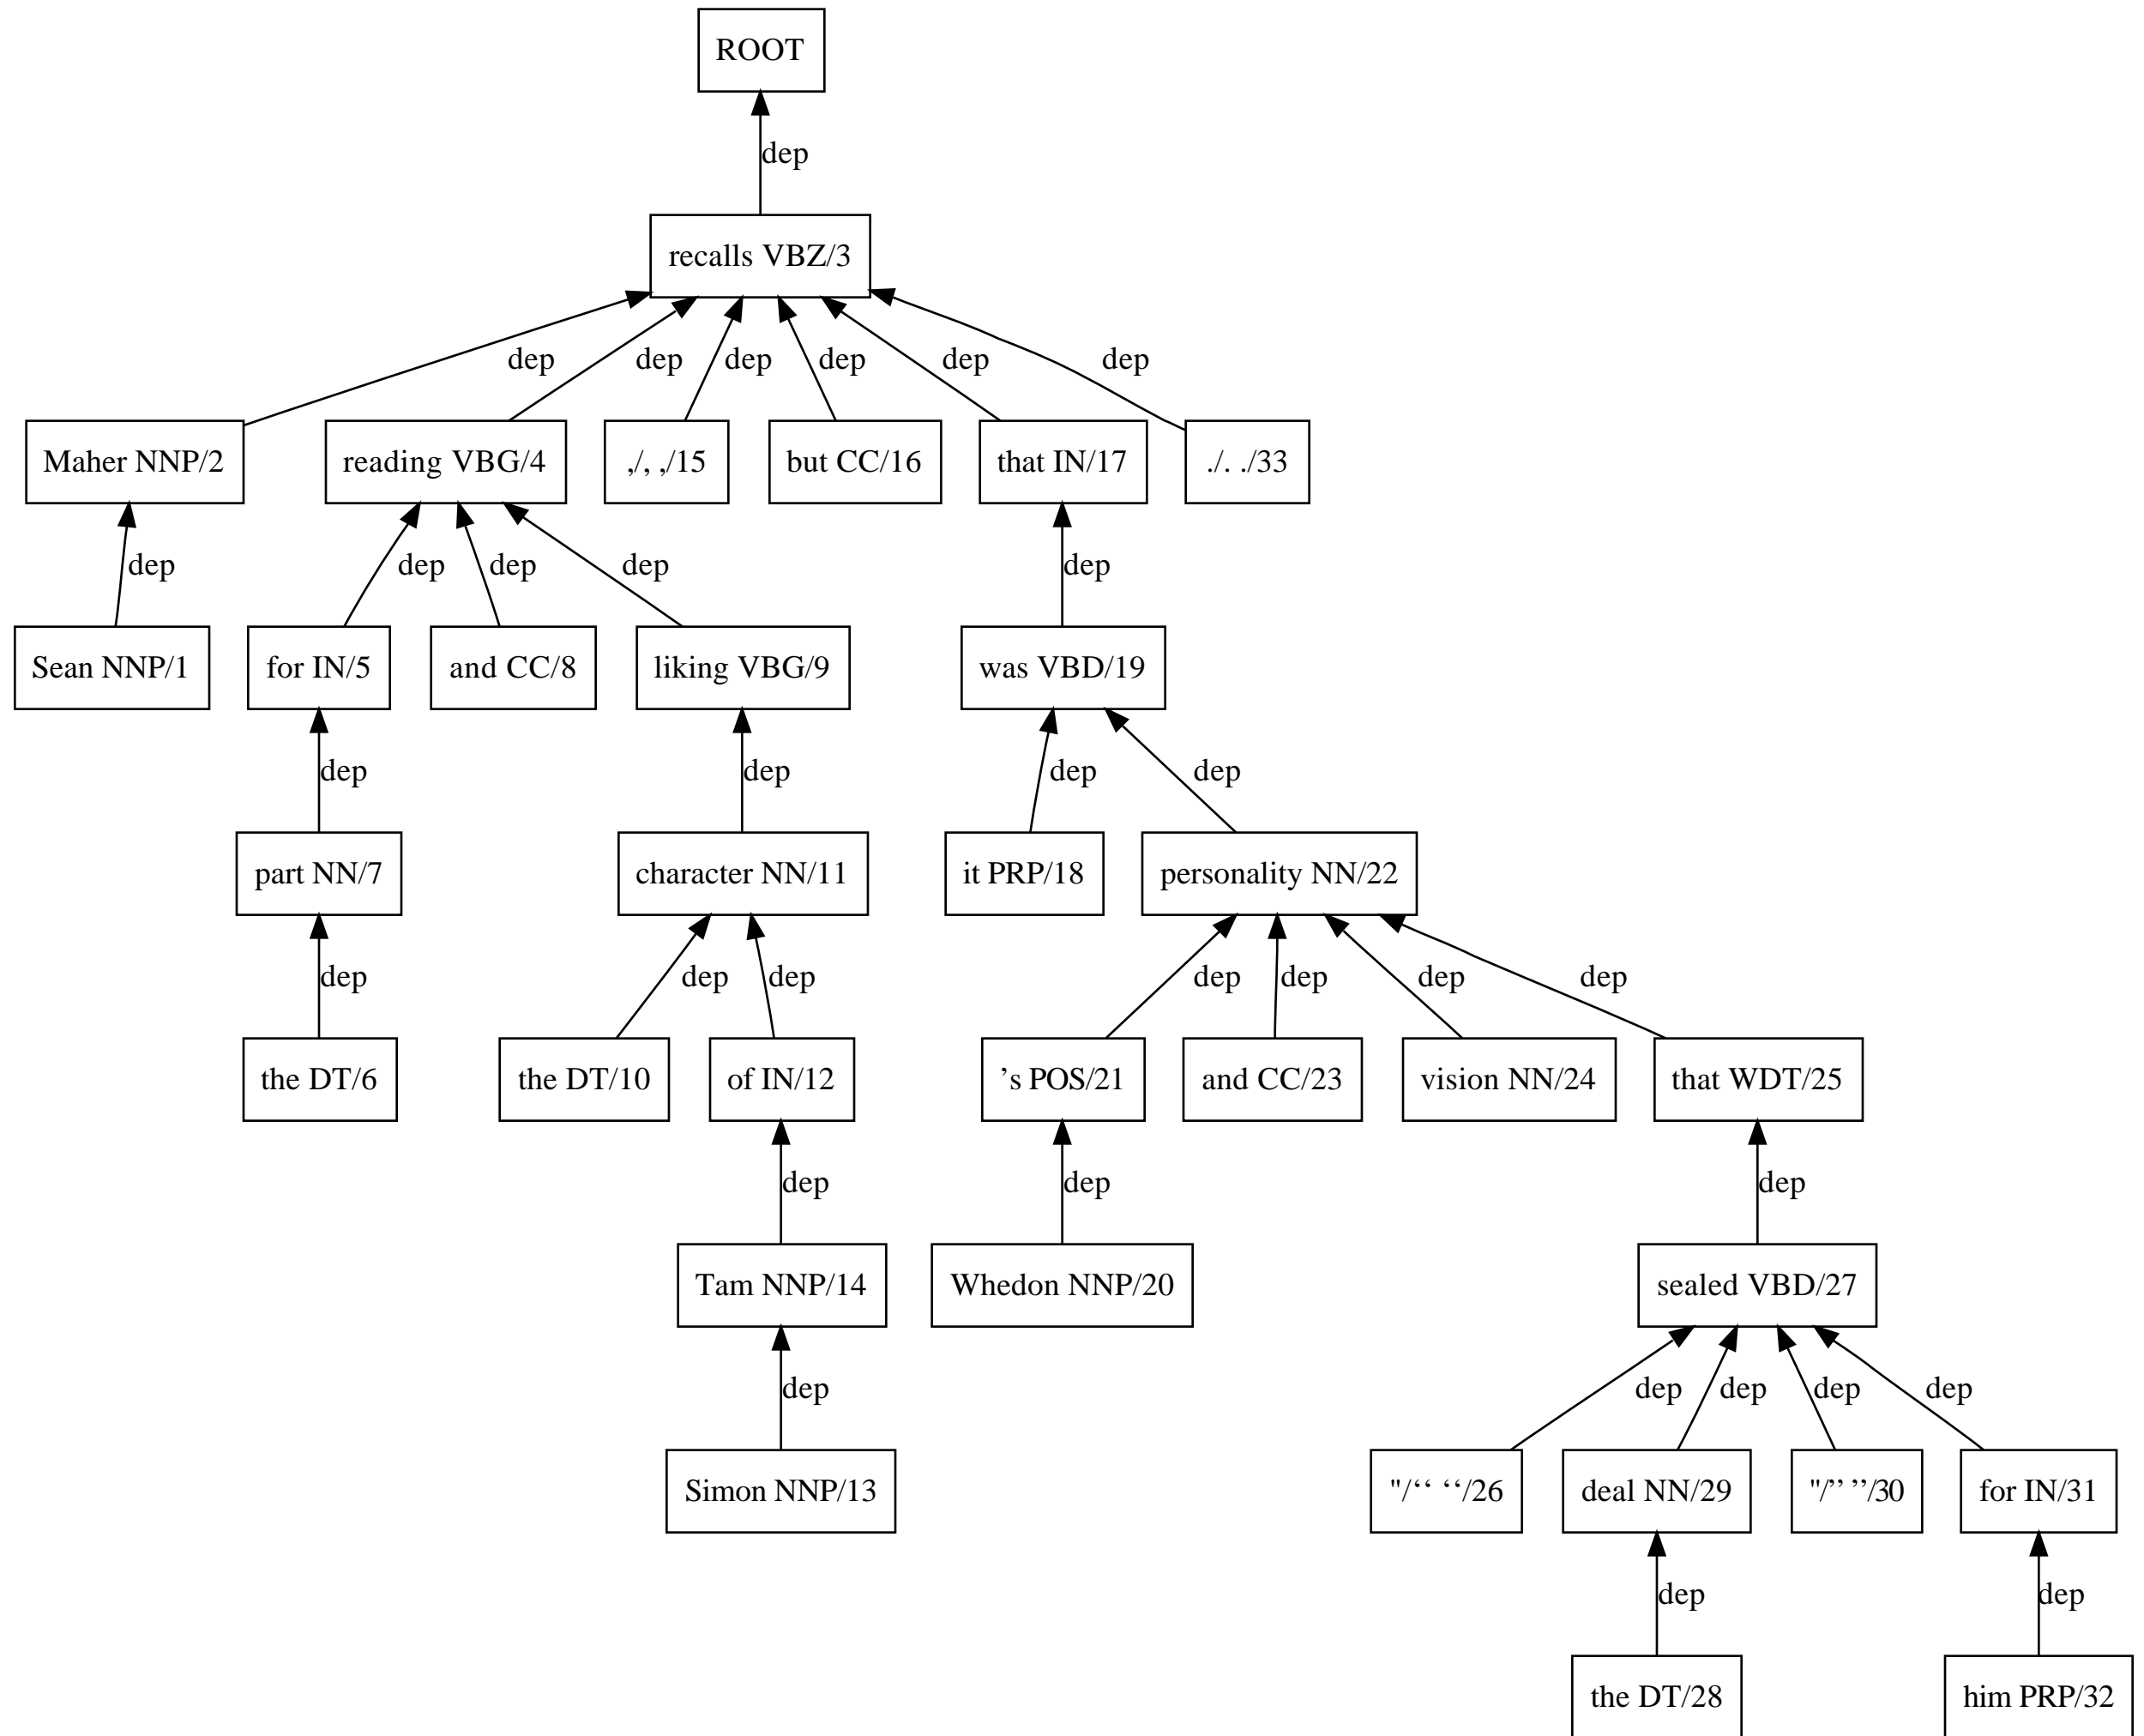 ROOT
dep
recalls VBZ/3
dep dep dep dep dep dep
Maher NNP/2 reading VBG/4 ,/, ,/15 but CC/16 that IN/17 ./. ./33
dep dep dep dep dep
Sean NNP/1 for IN/5 and CC/8 liking VBG/9 was VBD/19
dep dep dep dep
part NN/7 character NN/11 it PRP/18 personality NN/22
dep dep dep dep dep dep dep
the DT/6 the DT/10 of IN/12 ’s POS/21 and CC/23 vision NN/24 that WDT/25
dep dep dep
Tam NNP/14 Whedon NNP/20 sealed VBD/27
dep dep dep dep dep
Simon NNP/13 "/‘‘ ‘‘/26 deal NN/29 "/’’ ’’/30 for IN/31
dep dep
the DT/28 him PRP/32